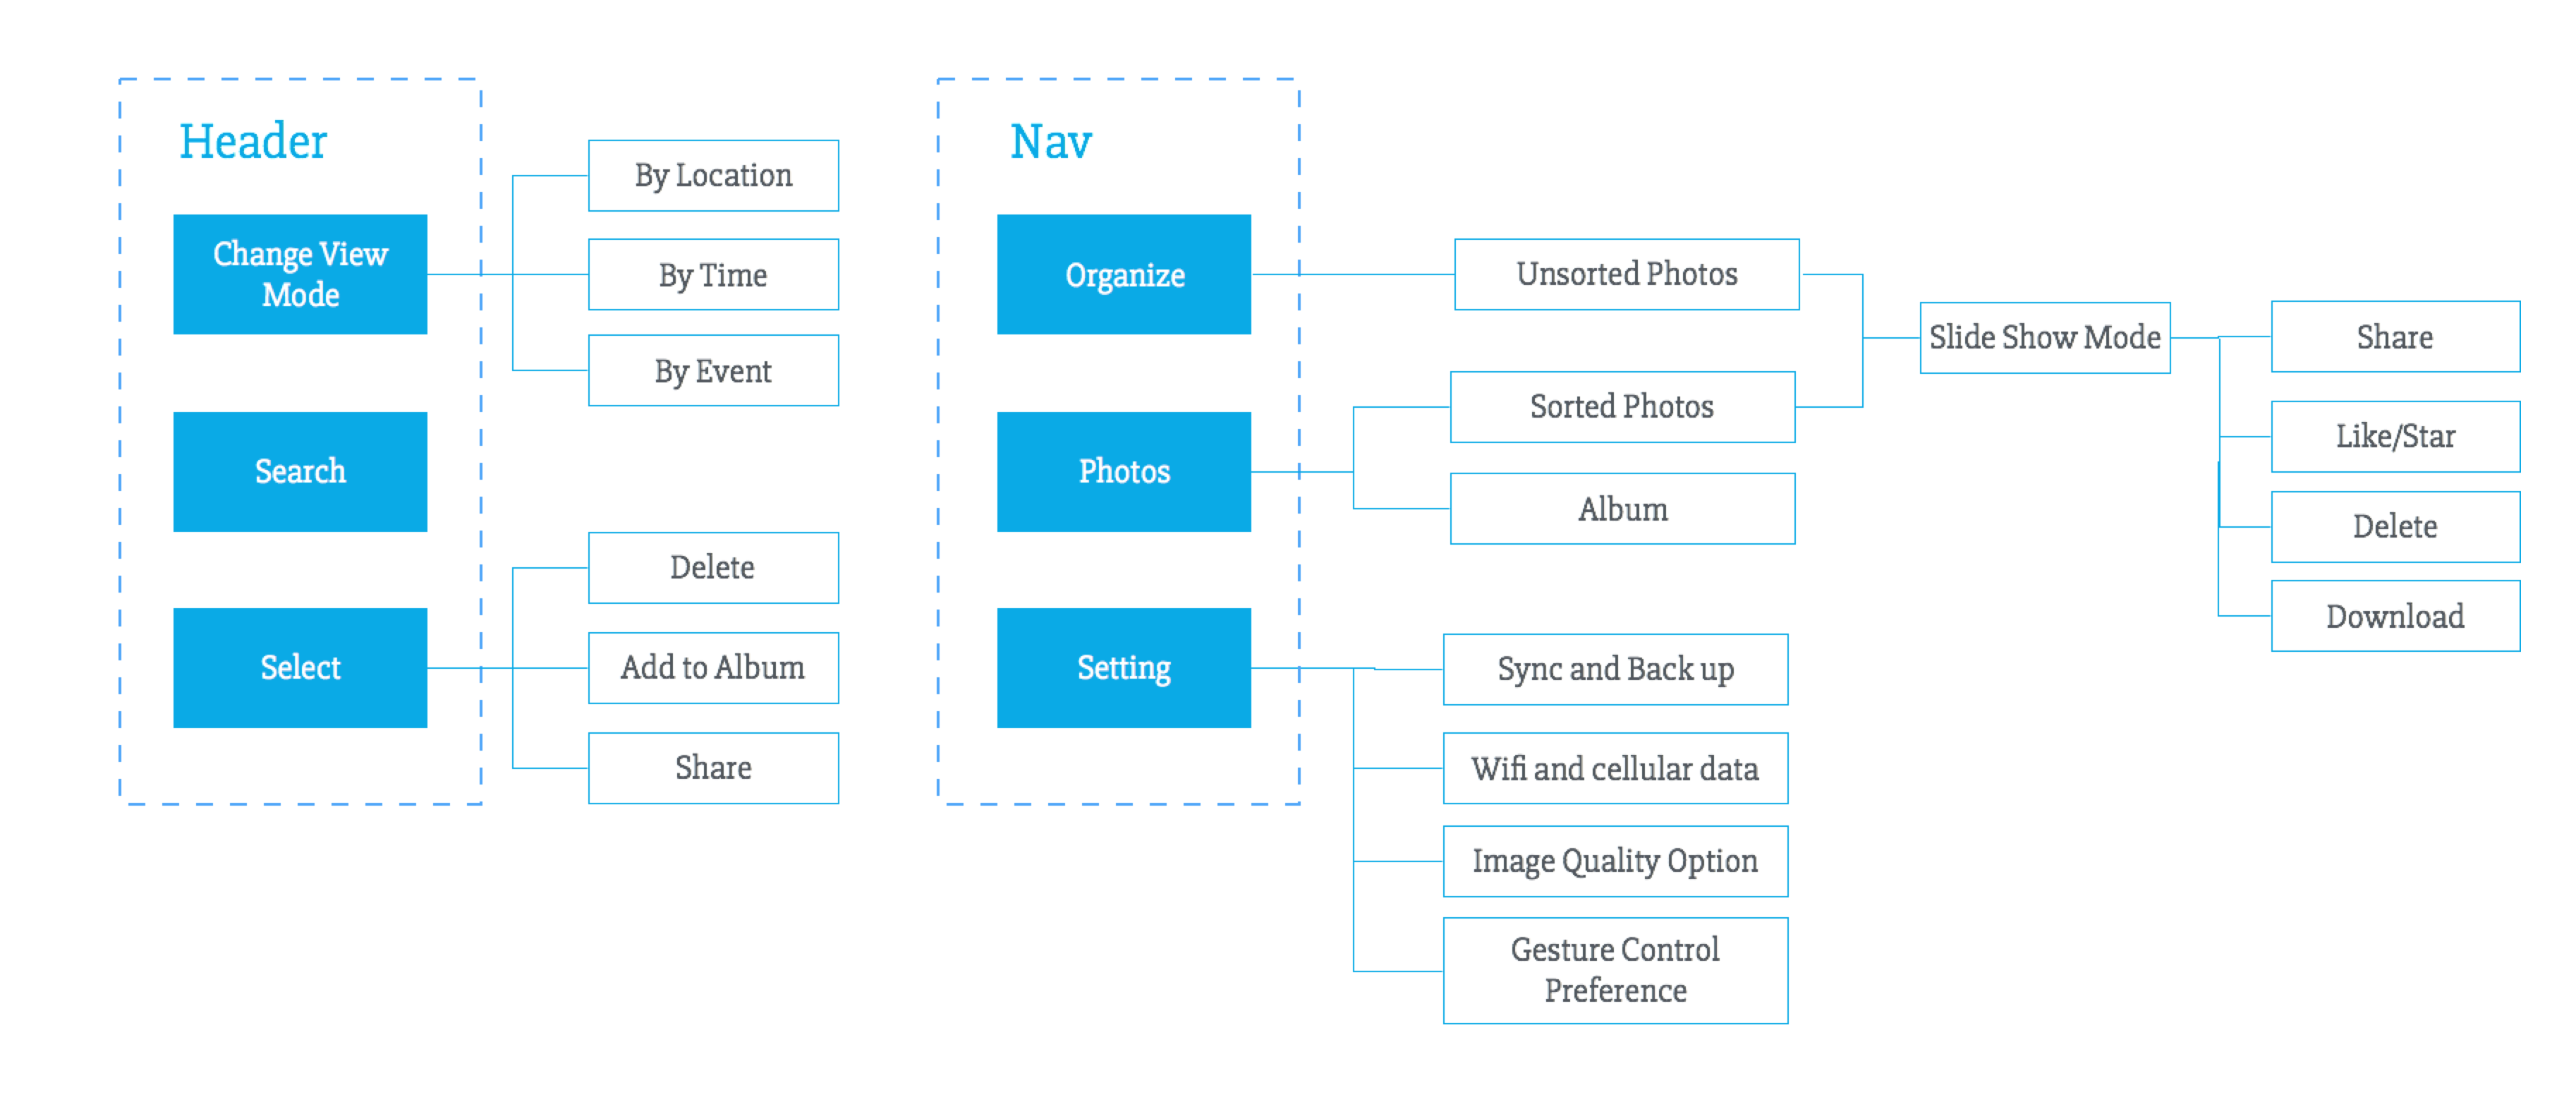 Header
Change View
Mode
Search
Select
By Location
By Time
By Event
Delete
Add to Album
Share
Nav
Organize
Photos
Setting
Unsorted Photos
Sorted Photos
Album
Sync and Back up
Wifi and cellular data
Image Quality Option
Gesture Control
Preference
Slide Show Mode
Share
Like/Star
Delete
Download